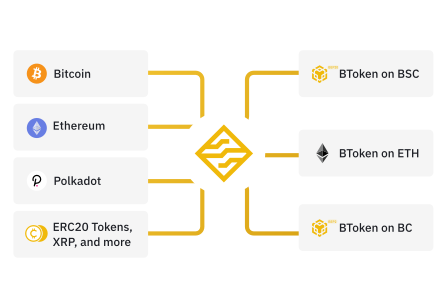 Bitcoin
Ethereum
Polkadot
ERC20 Tokens,
XRP, and more
BToken on BSC
BToken on ETH
BToken on BC